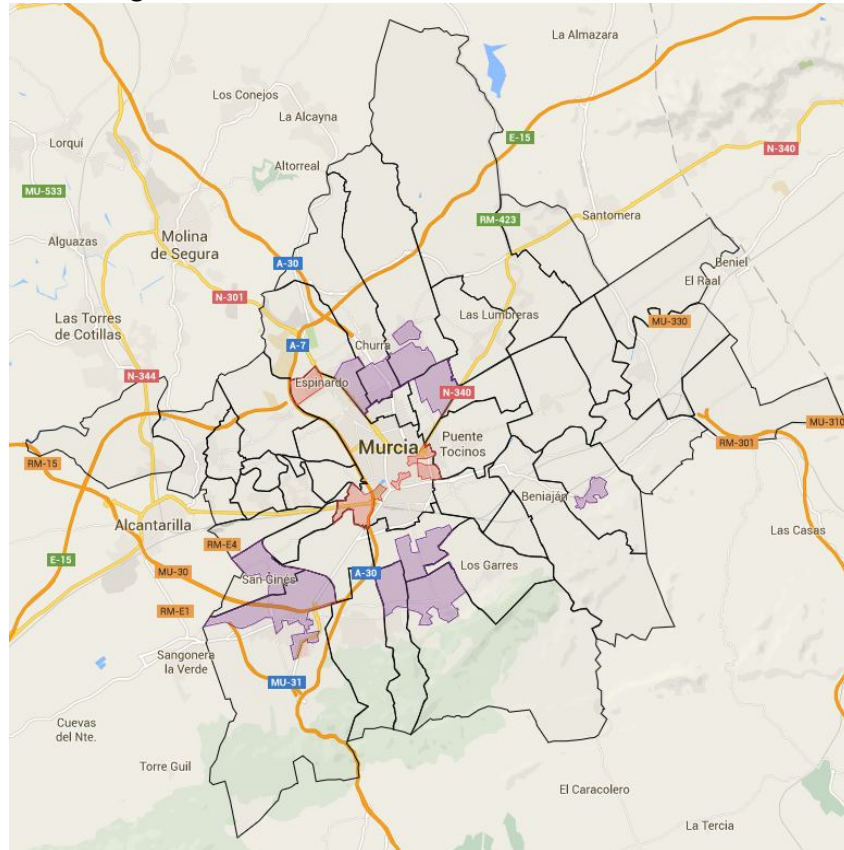 La Almazara
Los Conejos
La Alcayna
E-15
Lorquí
N-340
Altorreal
MU-533
Santomera
RM-423
Alguazas
Molina
de Segura
A-30
Beniel
El Raal
N-301
Las Torres
de Cotillas
Las Lumbreras
MU-330
A-7
Churra
N-344
Espinardo
N-340
MU-310
Murcia
Puente
Tocinos
RM-301
RM-15
Beniaján
Alcantarilla
Las Casas
RM-E4
E-15
MU-30
San Ginés
A-30
Los Garres
RM-E1
Sangonera
la Verde
MU-31
Cuevas
del Nte.
Torre Guil
El Caracolero
La Tercia